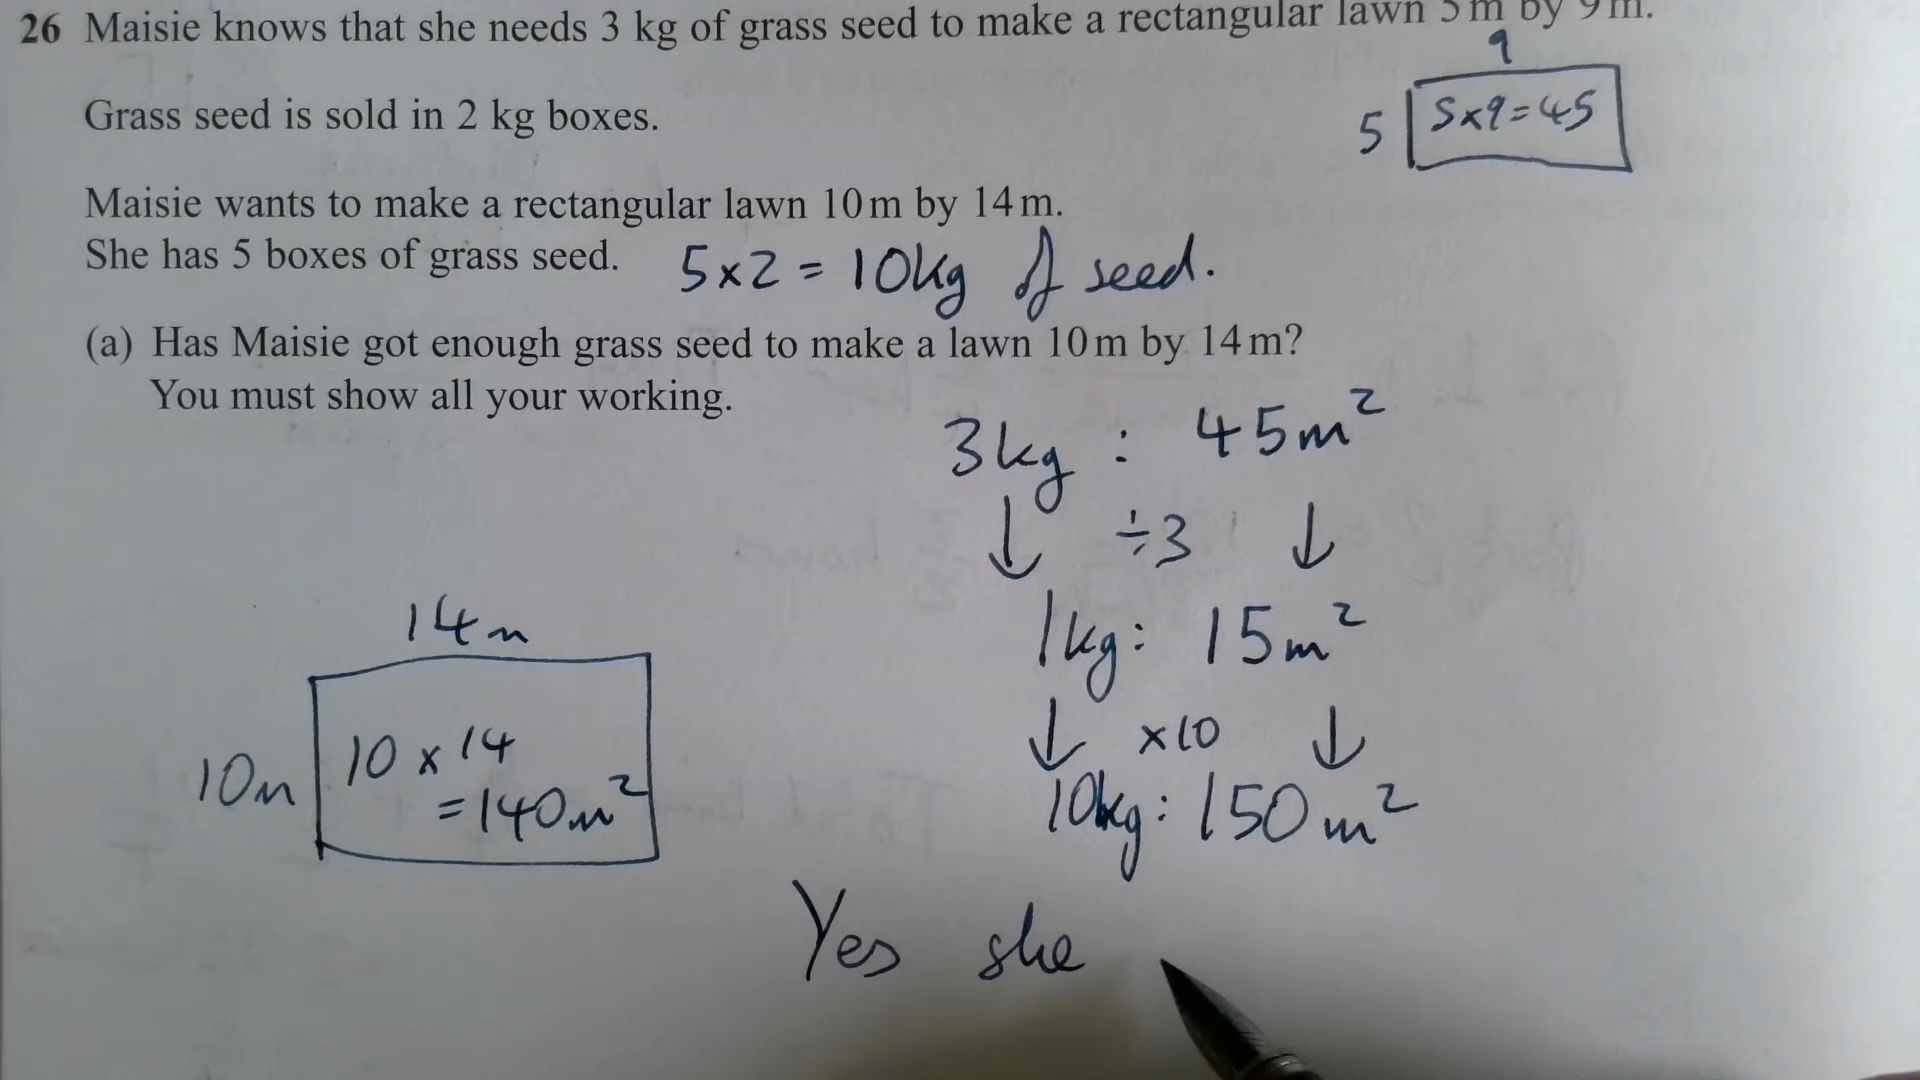 26 Maisie knows that she needs 3 kg of grass seed to make a rectangular lawn 5 m by 9 m.
9
5
5×9=45
Grass seed is sold in 2 kg boxes.
Maisie wants to make a rectangular lawn 10 m by 14 m.
She has 5 boxes of grass seed.
5×2 = 10kg of seed.
(a) Has Maisie got enough grass seed to make a lawn 10 m by 14 m?
You must show all your working.
3kg : 45m²
↓ ÷3 ↓
1kg: 15m²
↓ ×10 ↓
10kg: 150m²
14m
10m
10 × 14
=140m²
Yes she